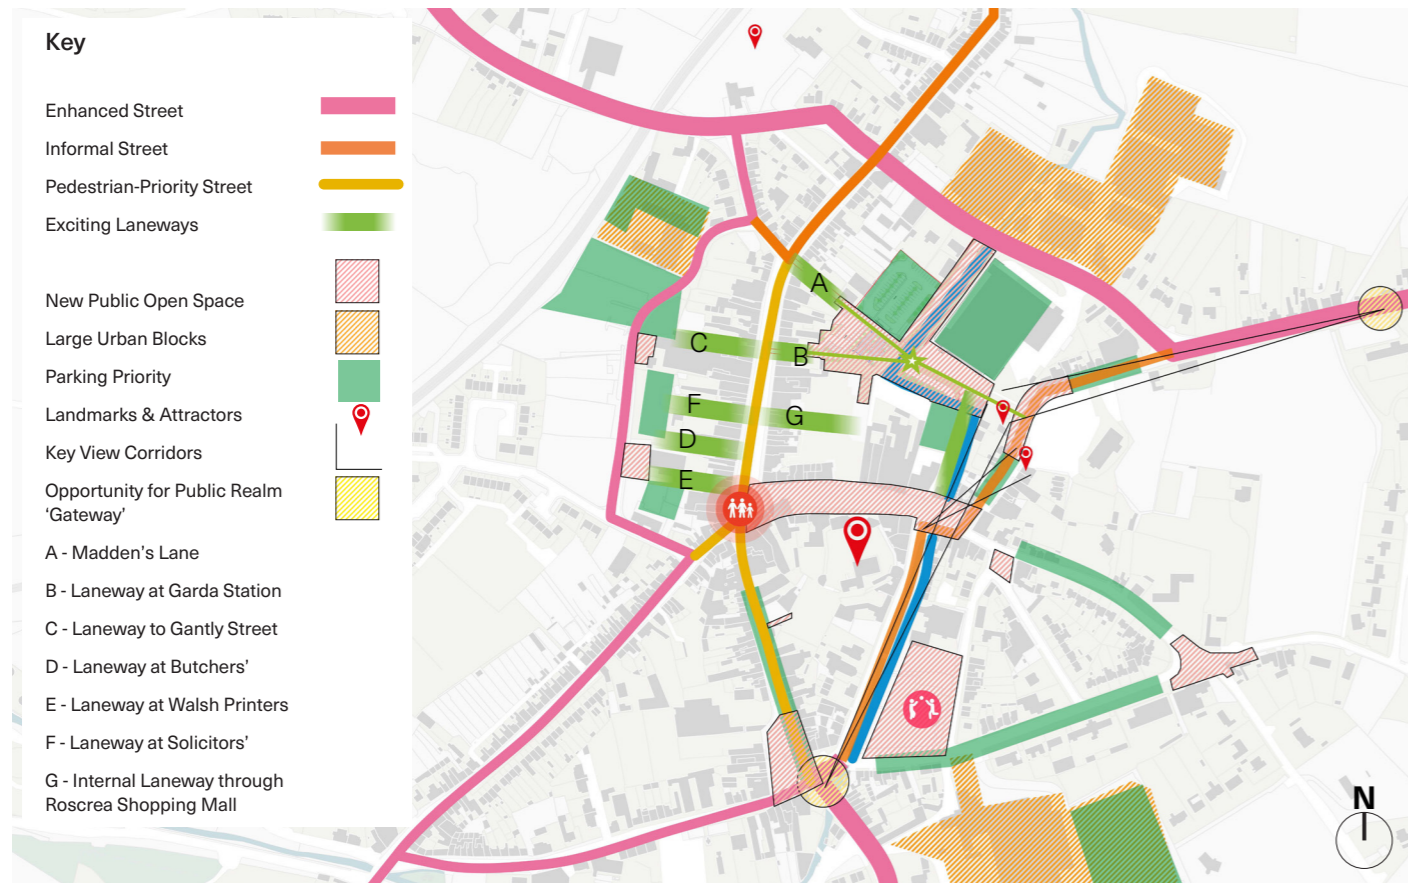 Key
Enhanced Street
Informal Street
Pedestrian-Priority Street
Exciting Laneways
New Public Open Space
Large Urban Blocks
Parking Priority
Landmarks & Attractors
Key View Corridors
Opportunity for Public Realm
‘Gateway’
A - Madden’s Lane
B - Laneway at Garda Station
C - Laneway to Gantly Street
D - Laneway at Butchers’
E - Laneway at Walsh Printers
F - Laneway at Solicitors’
G - Internal Laneway through
Roscrea Shopping Mall
A
C
B
F
G
D
E
N